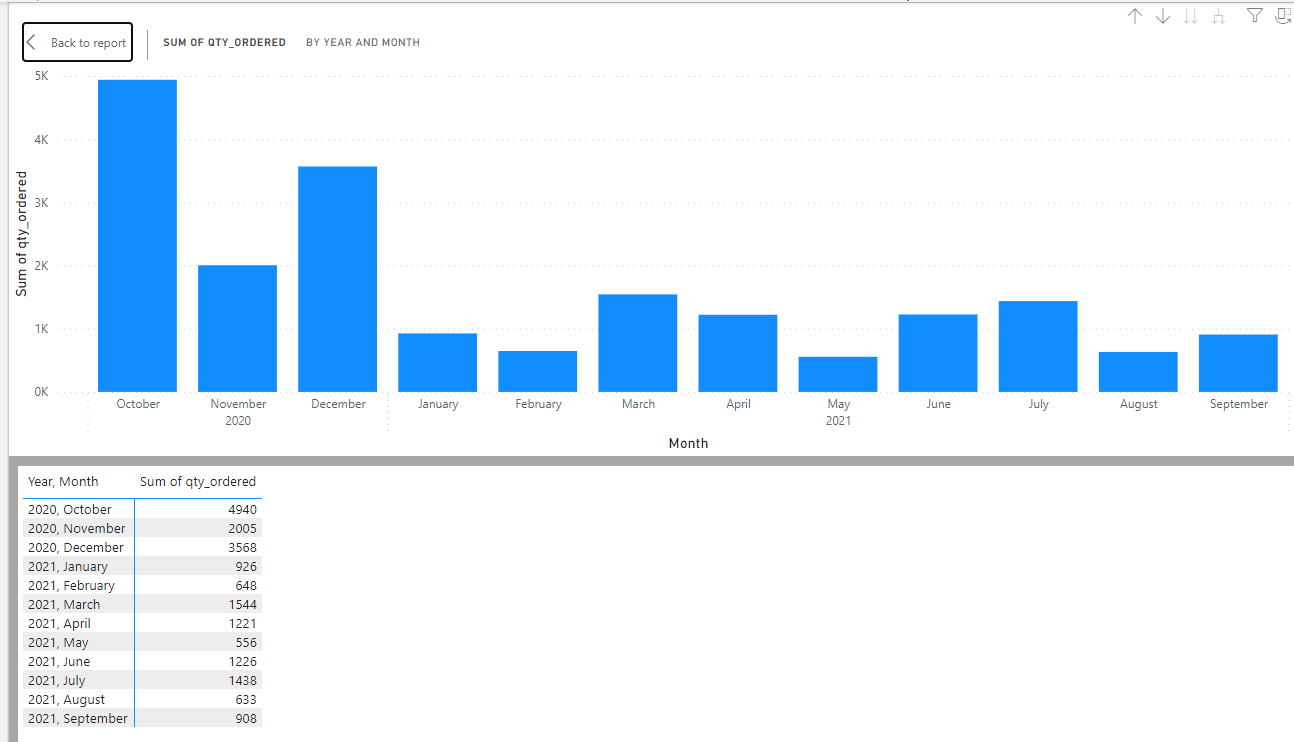 Back to report
SUM OF QTY_ORDERED BY YEAR AND MONTH
Sum of qty_ordered
5K
4K
3K
2K
1K
0K
October November December January February March April May June July August September
2020 2021
Month
Year, Month Sum of qty_ordered
2020, October 4940
2020, November 2005
2020, December 3568
2021, January 926
2021, February 648
2021, March 1544
2021, April 1221
2021, May 556
2021, June 1226
2021, July 1438
2021, August 633
2021, September 908